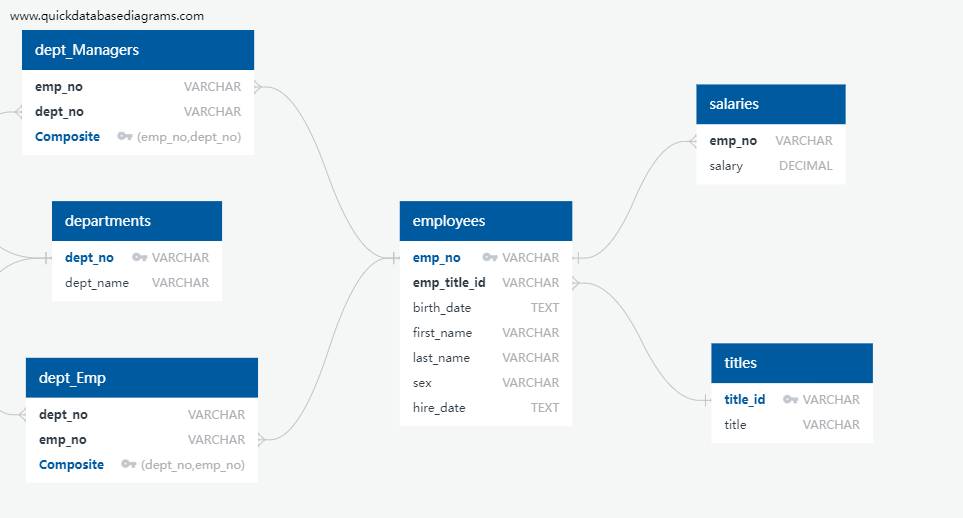 www.quickdatabasediagrams.com
dept_Managers
emp_no VARCHAR
dept_no VARCHAR
Composite (emp_no,dept_no)
departments
dept_no VARCHAR
dept_name VARCHAR
dept_Emp
dept_no VARCHAR
emp_no VARCHAR
Composite (dept_no,emp_no)
employees
emp_no VARCHAR
emp_title_id VARCHAR
birth_date TEXT
first_name VARCHAR
last_name VARCHAR
sex VARCHAR
hire_date TEXT
salaries
emp_no VARCHAR
salary DECIMAL
titles
title_id VARCHAR
title VARCHAR